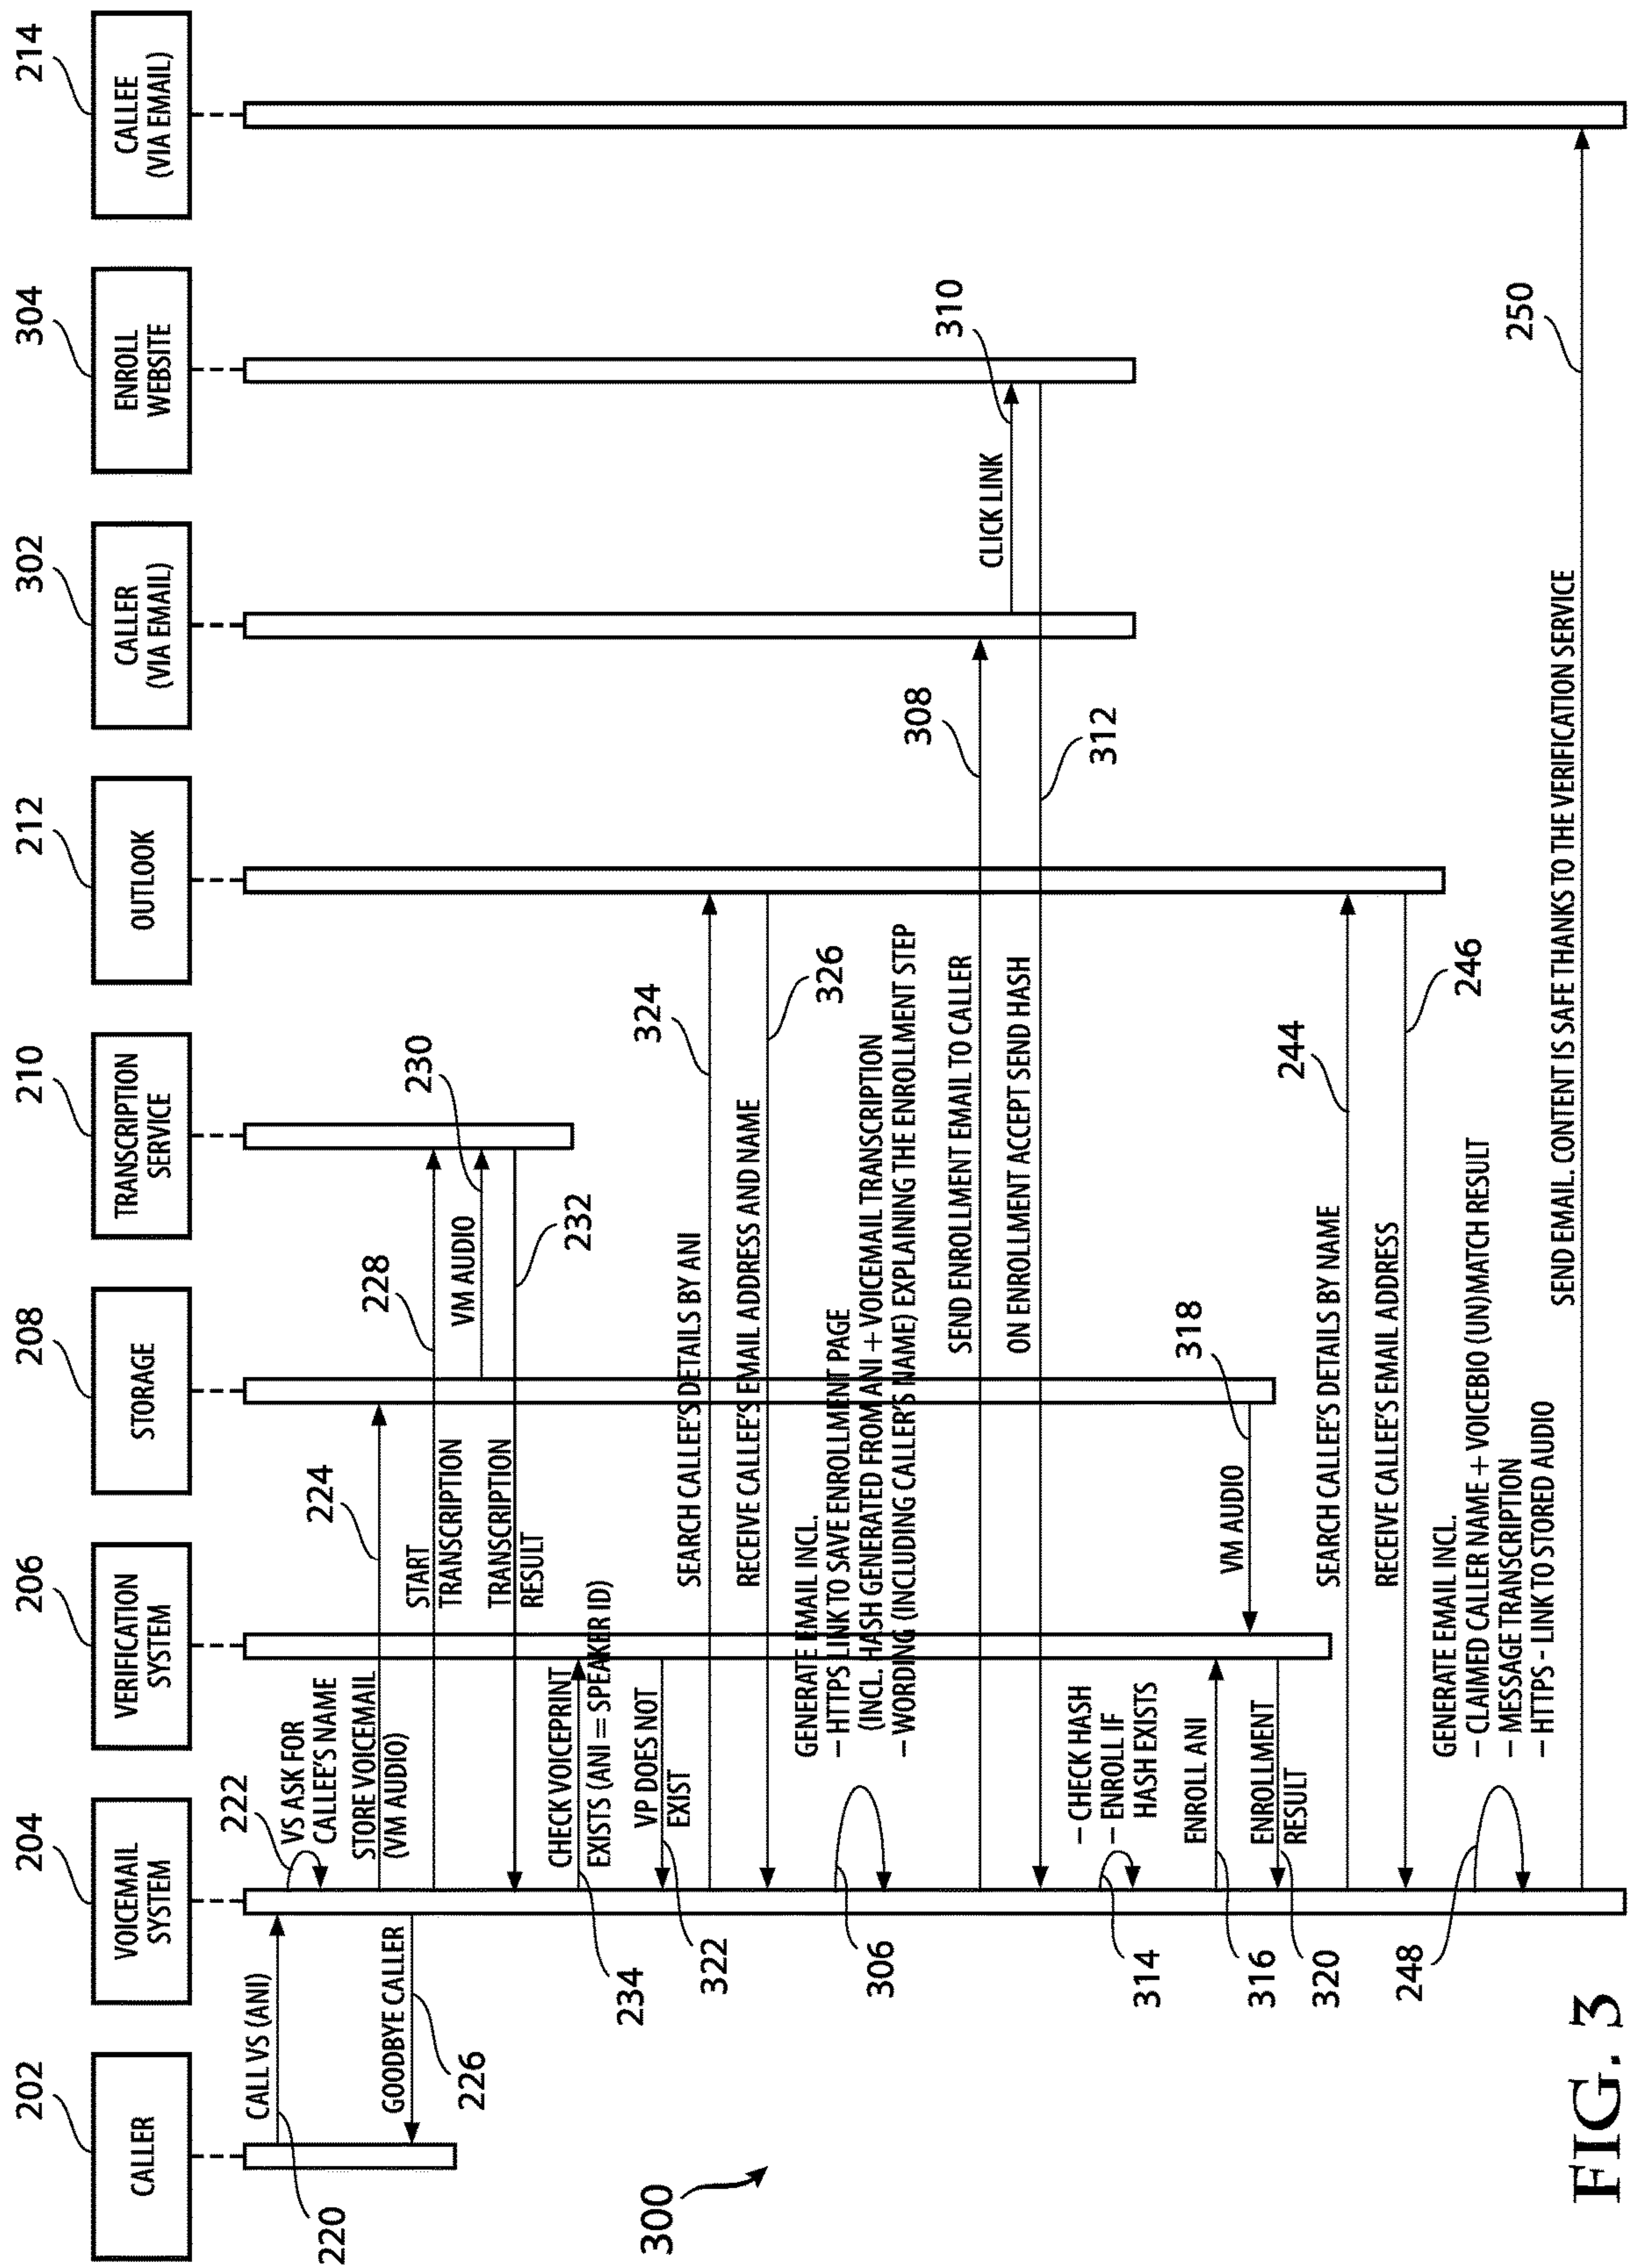 202
CALLER
204
VOICEMAIL
SYSTEM
206
VERIFICATION
SYSTEM
208
STORAGE
210
TRANSCRIPTION
SERVICE
212
OUTLOOK
302
CALLER
(VIA EMAIL)
304
ENROLL
WEBSITE
214
CALLEE
(VIA EMAIL)
CALL VS (ANI)
220
222
VS ASK FOR
CALLEE'S NAME
STORE VOICEMAIL
(VM AUDIO)
224
GOODBYE CALLER
226
START
TRANSCRIPTION
228
VM AUDIO
230
TRANSCRIPTION
RESULT
232
CHECK VOICEPRINT
EXISTS (ANI = SPEAKER ID)
234
VP DOES NOT
EXIST
322
SEARCH CALLEE'S DETAILS BY ANI
324
RECEIVE CALLEE'S EMAIL ADDRESS AND NAME
326
GENERATE EMAIL INCL.
– HTTPS LINK TO SAVE ENROLLMENT PAGE
(INCL. HASH GENERATED FROM ANI + VOICEMAIL TRANSCRIPTION
– WORDING (INCLUDING CALLER'S NAME) EXPLAINING THE ENROLLMENT STEP
306
SEND ENROLLMENT EMAIL TO CALLER
308
CLICK LINK
310
ON ENROLLMENT ACCEPT SEND HASH
312
– CHECK HASH
– ENROLL IF
HASH EXISTS
314
ENROLL ANI
316
VM AUDIO
318
ENROLLMENT
RESULT
320
SEARCH CALLEE'S DETAILS BY NAME
244
RECEIVE CALLEE'S EMAIL ADDRESS
246
GENERATE EMAIL INCL.
– CLAIMED CALLER NAME + VOICEBIO (UN)MATCH RESULT
– MESSAGE TRANSCRIPTION
– HTTPS - LINK TO STORED AUDIO
248
SEND EMAIL. CONTENT IS SAFE THANKS TO THE VERIFICATION SERVICE
250
300
FIG. 3